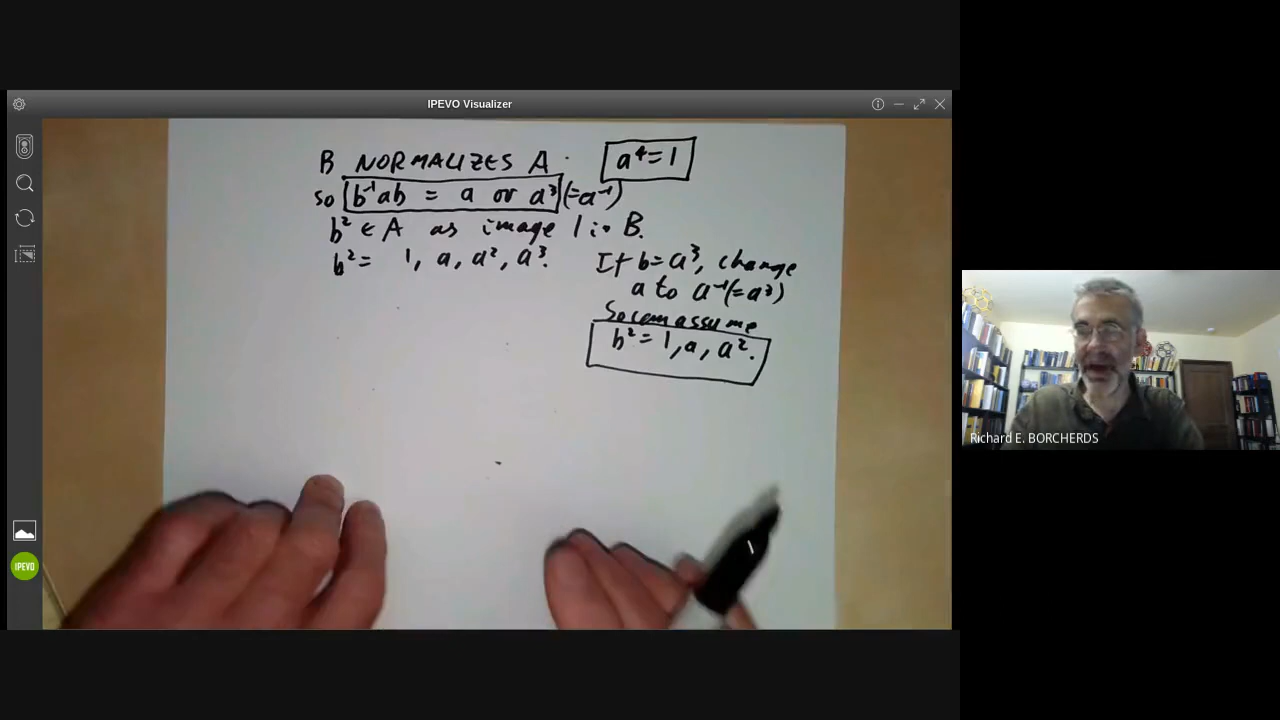 IPEVO Visualizer
B NORMALIZES A.
a⁴=1
so b⁻¹ab = a or a³ (=a⁻¹)
b² ∈ A as image 1 in B.
b² = 1, a, a², a³.
If b=a³, change
a to a⁻¹(=a³)
So can assume
b² = 1, a, a².
IPEVO
Richard E. BORCHERDS